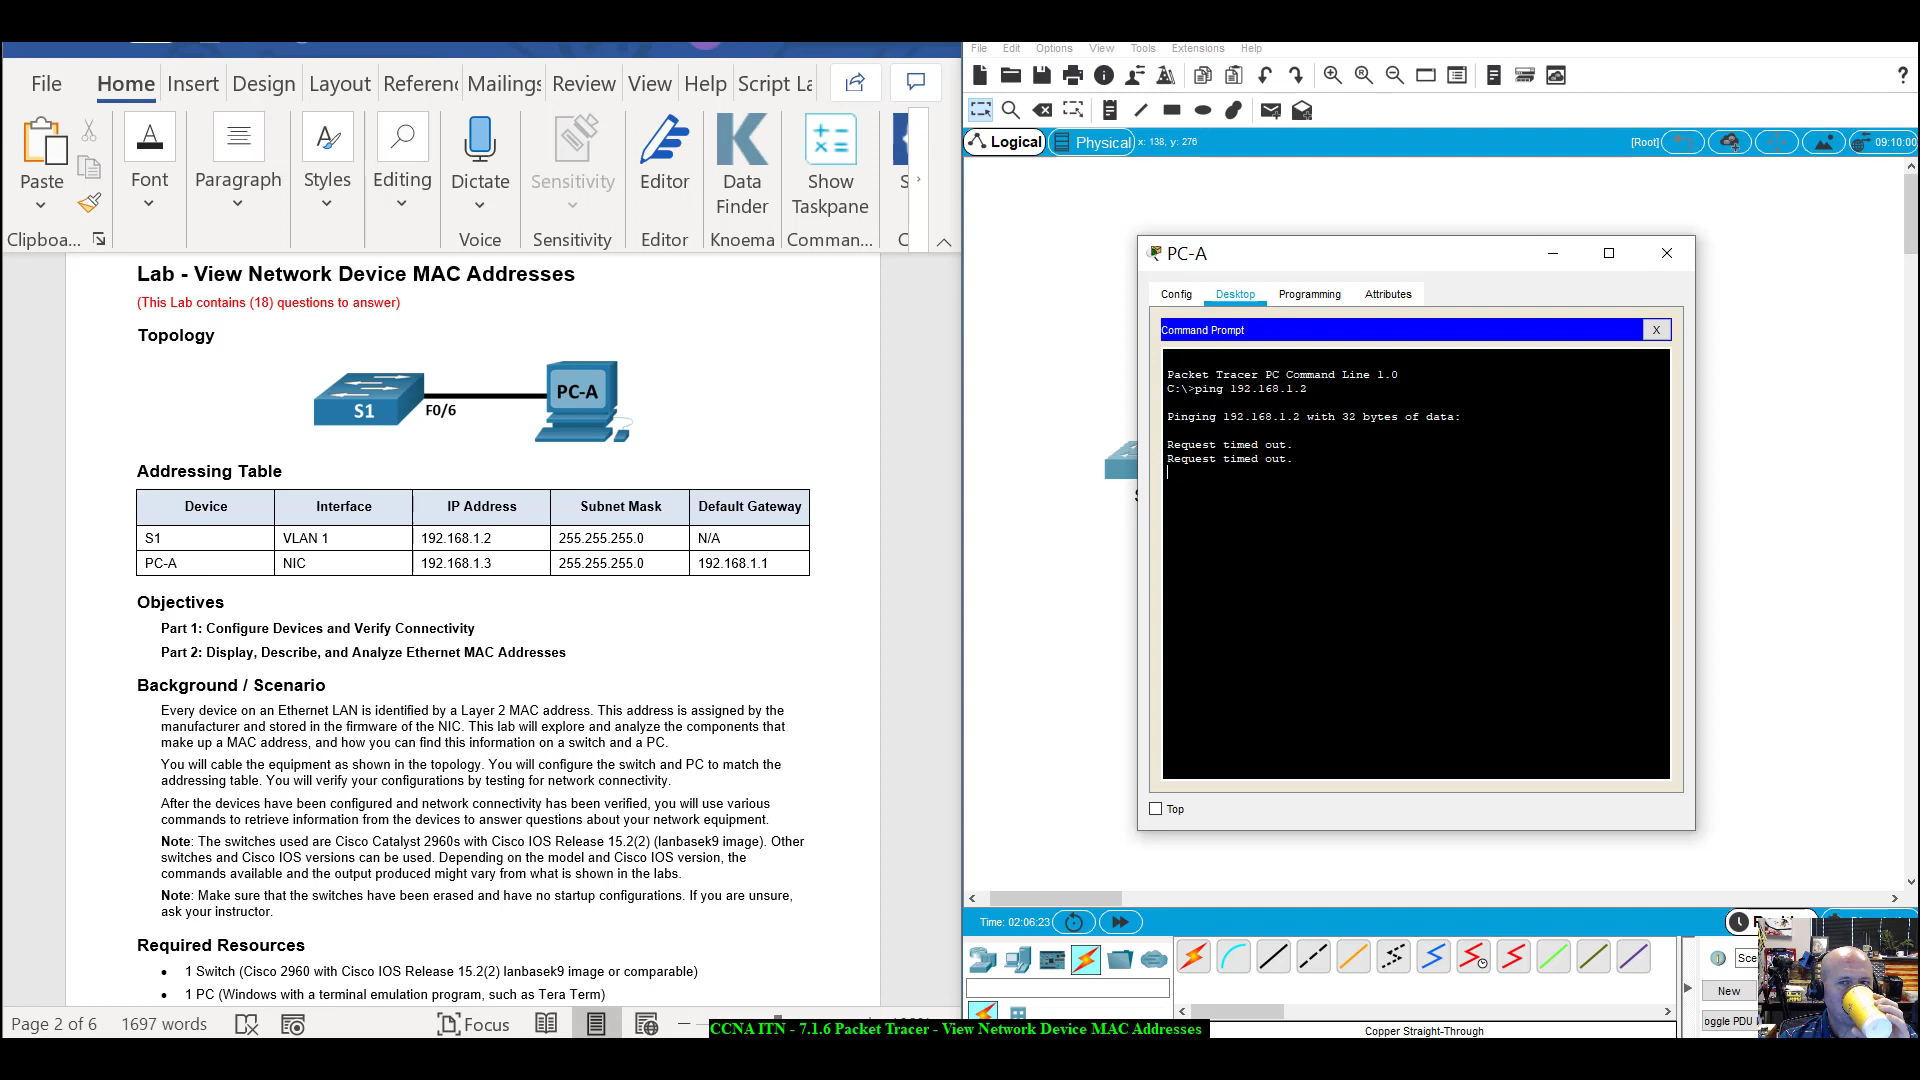 File
Home
Insert
Design
Layout
Referenc
Mailings
Review
View
Help
Script La
Paste
Font
Paragraph
Styles
Editing
Dictate
Sensitivity
Editor
Data
Finder
Show
Taskpane
Clipboa...
Voice
Sensitivity
Editor
Knoema
Comman...
Lab - View Network Device MAC Addresses
(This Lab contains (18) questions to answer)
Topology
S1
F0/6
PC-A
Addressing Table
Device Interface IP Address Subnet Mask Default Gateway
S1 VLAN 1 192.168.1.2 255.255.255.0 N/A
PC-A NIC 192.168.1.3 255.255.255.0 192.168.1.1
Objectives
Part 1: Configure Devices and Verify Connectivity
Part 2: Display, Describe, and Analyze Ethernet MAC Addresses
Background / Scenario
Every device on an Ethernet LAN is identified by a Layer 2 MAC address. This address is assigned by the
manufacturer and stored in the firmware of the NIC. This lab will explore and analyze the components that
make up a MAC address, and how you can find this information on a switch and a PC.
You will cable the equipment as shown in the topology. You will configure the switch and PC to match the
addressing table. You will verify your configurations by testing for network connectivity.
After the devices have been configured and network connectivity has been verified, you will use various
commands to retrieve information from the devices to answer questions about your network equipment.
Note: The switches used are Cisco Catalyst 2960s with Cisco IOS Release 15.2(2) (lanbasek9 image). Other
switches and Cisco IOS versions can be used. Depending on the model and Cisco IOS version, the
commands available and the output produced might vary from what is shown in the labs.
Note: Make sure that the switches have been erased and have no startup configurations. If you are unsure,
ask your instructor.
Required Resources
• 1 Switch (Cisco 2960 with Cisco IOS Release 15.2(2) lanbasek9 image or comparable)
• 1 PC (Windows with a terminal emulation program, such as Tera Term)
Page 2 of 6
1697 words
Focus
File Edit Options View Tools Extensions Help
?
Logical
Physical
x: 138, y: 276
[Root]
09:10:00
PC-A
Config Desktop Programming Attributes
Command Prompt
X
Packet Tracer PC Command Line 1.0
C:\>ping 192.168.1.2
Pinging 192.168.1.2 with 32 bytes of data:
Request timed out.
Request timed out.
Top
Time: 02:06:23
Sce
New
oggle PDU
Copper Straight-Through
CCNA ITN - 7.1.6 Packet Tracer - View Network Device MAC Addresses